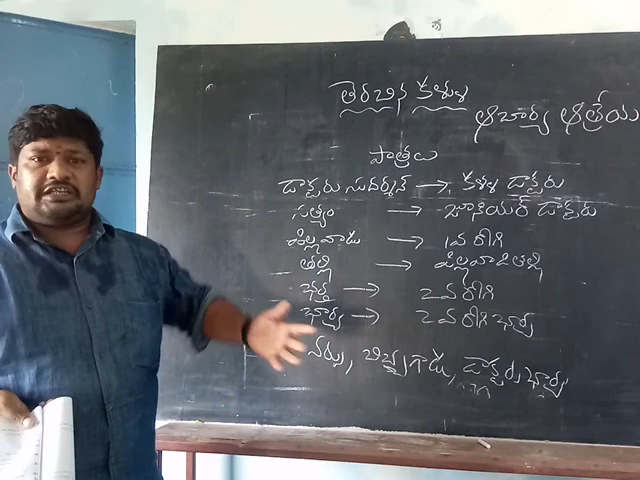 తెరచిన కళుళ
ఆచార్య ఆత్రేయ
పాత్రలు
డాక్టరు సుదర్శన్ → కళ్ళ డాక్టరు
సత్యం → జూనియర్ డాక్టరు
పిల్లవాడు → 1వ రోగి
తల్లి → పిల్లవాడి తల్లి
భర్త → 2వ రోగి
భార్య → 2వ రోగి భార్య
నర్సు, బిచ్చగాడు, డాక్టరు భార్య